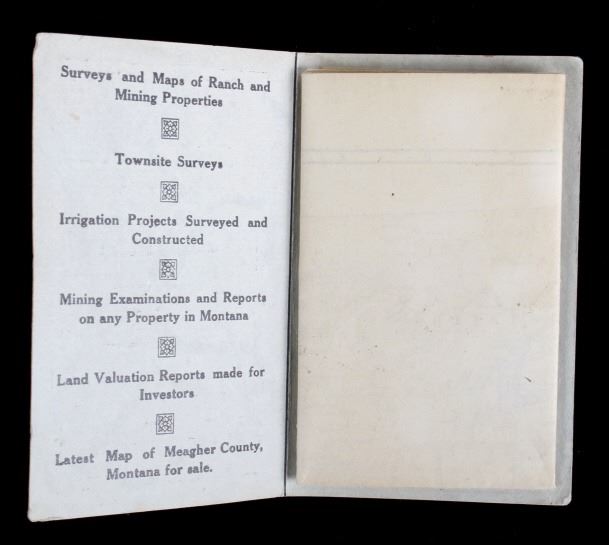 Surveys and Maps of Ranch and
Mining Properties
Townsite Surveys
Irrigation Projects Surveyed and
Constructed
Mining Examinations and Reports
on any Property in Montana
Land Valuation Reports made for
Investors
Latest Map of Meagher County,
Montana for sale.